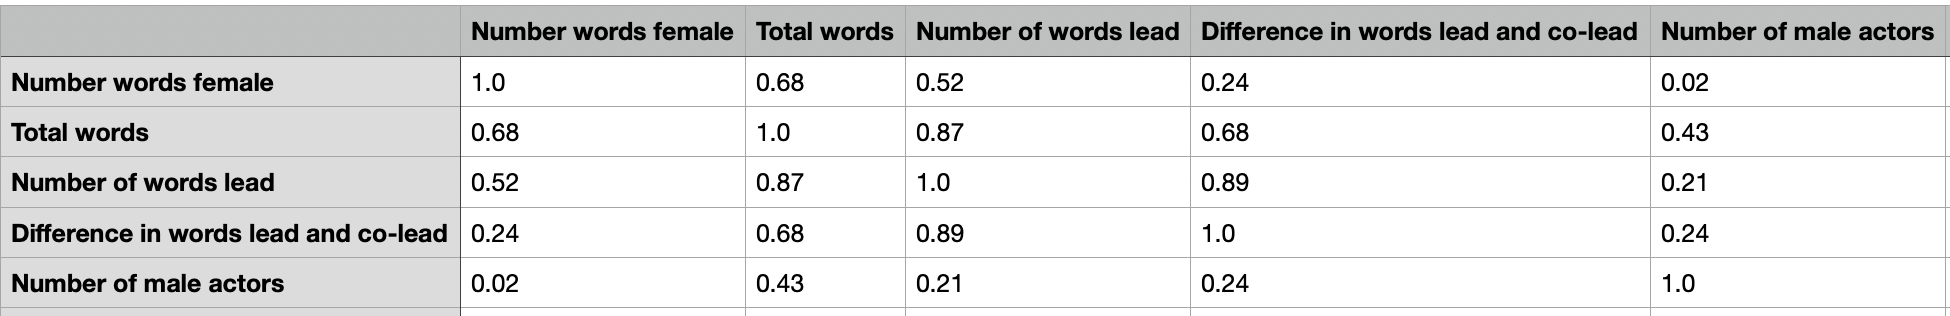 Number words female Total words Number of words lead Difference in words lead and co-lead Number of male actors
Number words female 1.0 0.68 0.52 0.24 0.02
Total words 0.68 1.0 0.87 0.68 0.43
Number of words lead 0.52 0.87 1.0 0.89 0.21
Difference in words lead and co-lead 0.24 0.68 0.89 1.0 0.24
Number of male actors 0.02 0.43 0.21 0.24 1.0